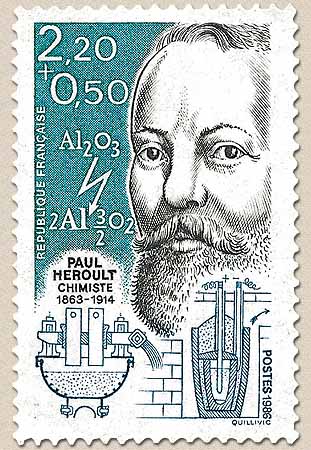 2,20
+0,50
REPUBLIQUE FRANÇAISE
Al₂O₃
2Al 3/2 O₂
PAUL
HEROULT
CHIMISTE
1863-1914
+ -
POSTES 1986
QUILLIVIC